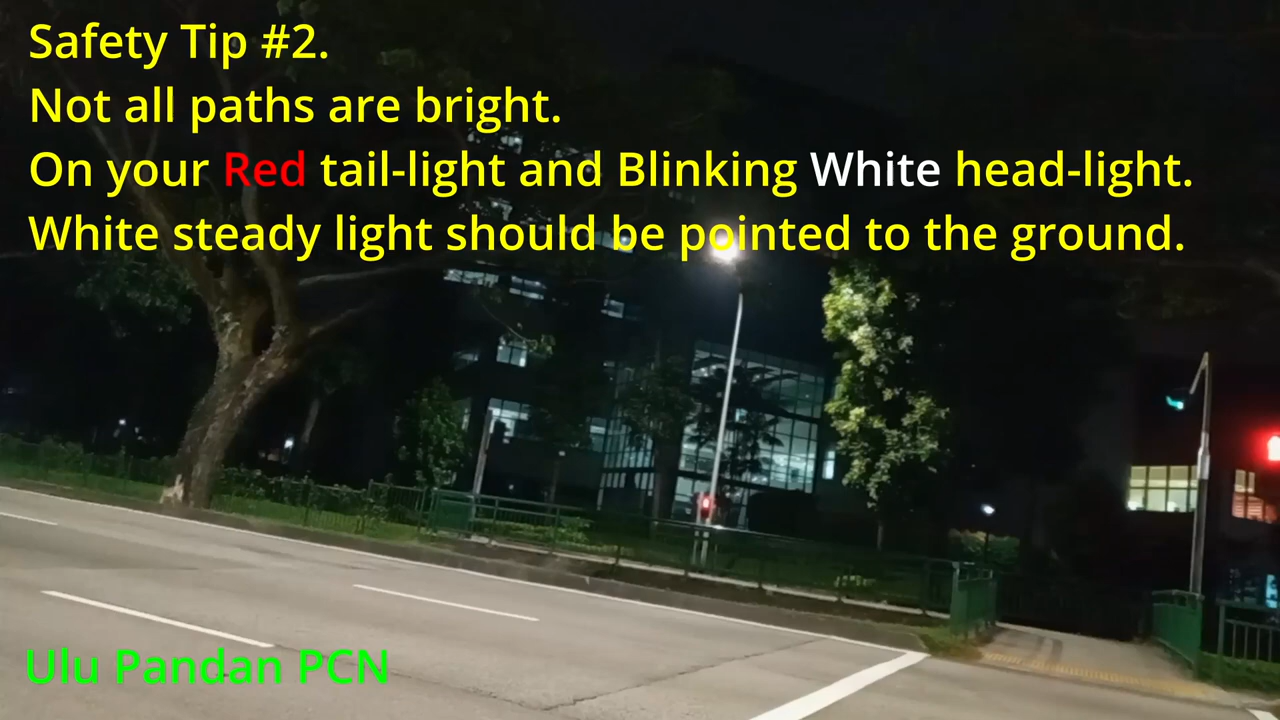 Safety Tip #2.
Not all paths are bright.
On your Red tail-light and Blinking White head-light.
White steady light should be pointed to the ground.
Ulu Pandan PCN